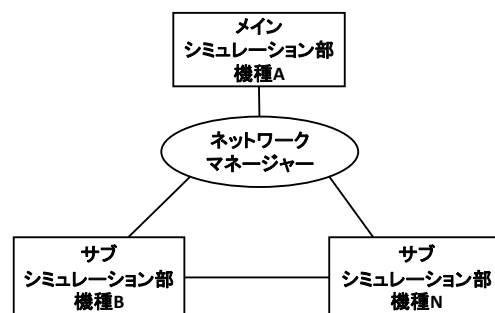 メイン
シミュレーション部
機種A
ネットワーク
マネージャー
サブ
シミュレーション部
機種B
サブ
シミュレーション部
機種N